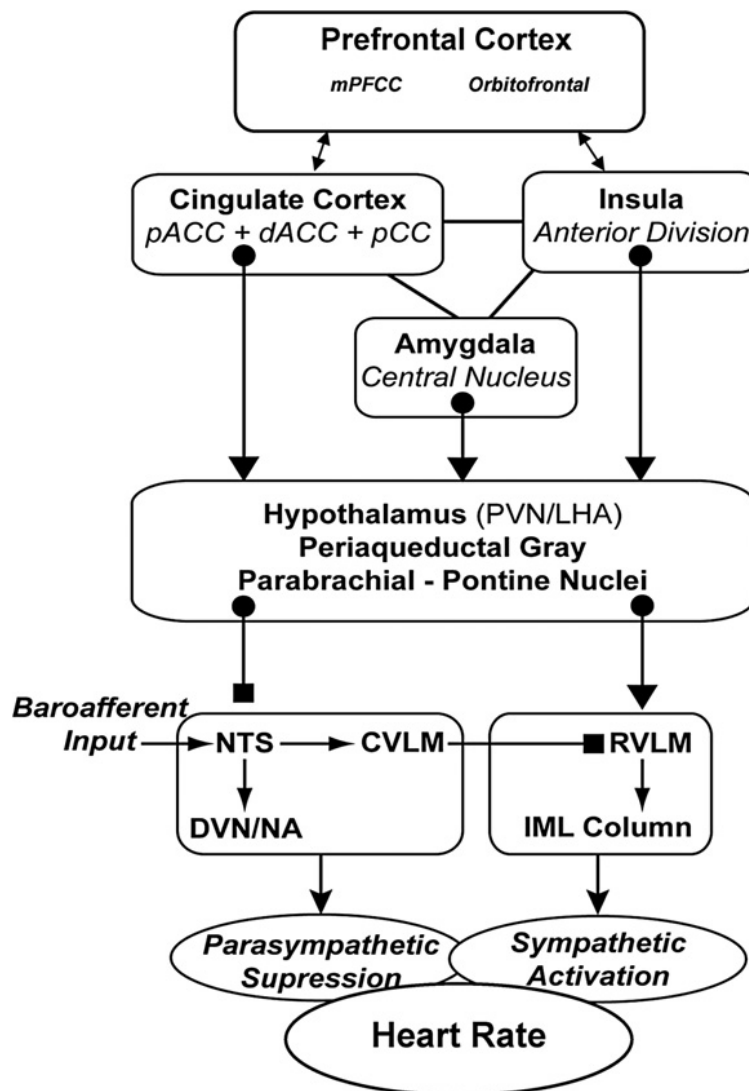 Prefrontal Cortex
mPFCC Orbitofrontal
Cingulate Cortex
pACC + dACC + pCC
Insula
Anterior Division
Amygdala
Central Nucleus
Hypothalamus (PVN/LHA)
Periaqueductal Gray
Parabrachial - Pontine Nuclei
Baroafferent
Input
NTS CVLM
DVN/NA
RVLM
IML Column
Parasympathetic
Supression
Sympathetic
Activation
Heart Rate